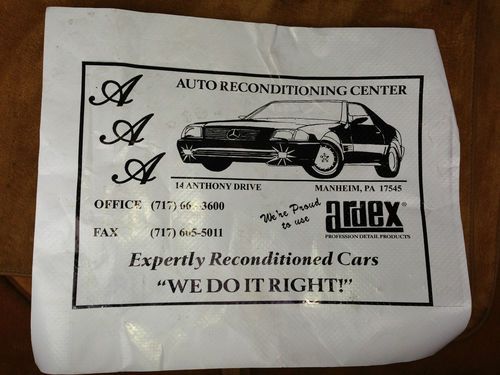 A AUTO RECONDITIONING CENTER
A
A
14 ANTHONY DRIVE MANHEIM, PA 17545
OFFICE (717) 3600
FAX (717) 665-5011
We're Proud to use
ardex®
PROFESSION DETAIL PRODUCTS
Expertly Reconditioned Cars
"WE DO IT RIGHT!"